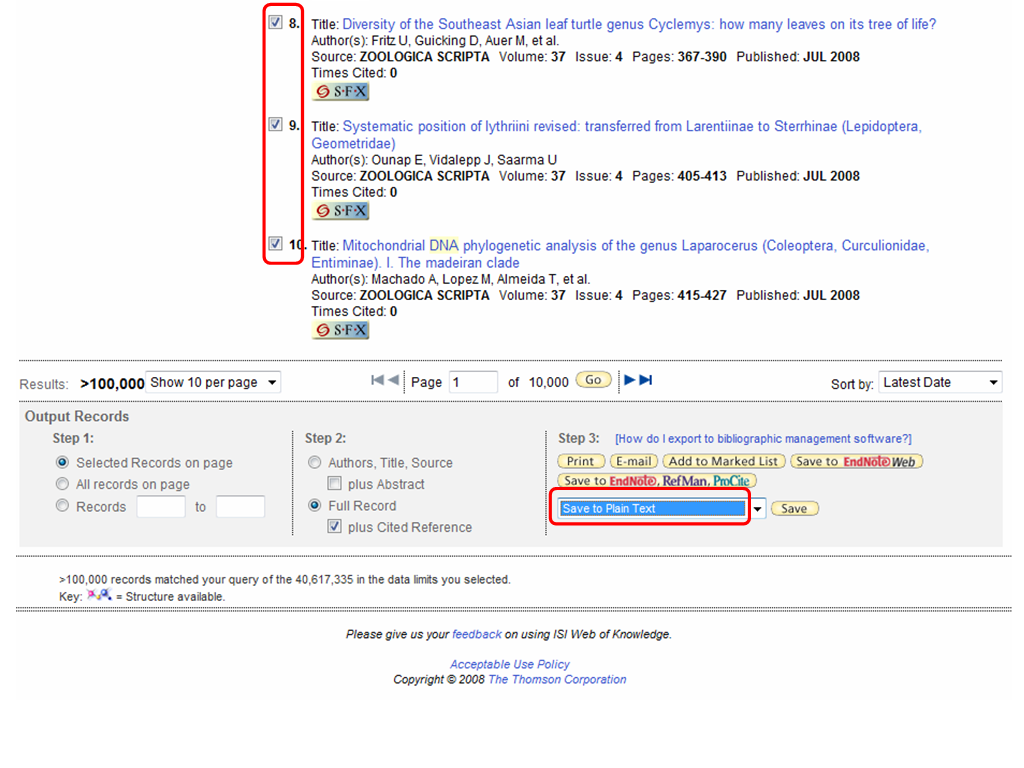 8. Title: Diversity of the Southeast Asian leaf turtle genus Cyclemys: how many leaves on its tree of life?
Author(s): Fritz U, Guicking D, Auer M, et al.
Source: ZOOLOGICA SCRIPTA Volume: 37 Issue: 4 Pages: 367-390 Published: JUL 2008
Times Cited: 0
S·F·X
9. Title: Systematic position of lythriini revised: transferred from Larentiinae to Sterrhinae (Lepidoptera,
Geometridae)
Author(s): Ounap E, Vidalepp J, Saarma U
Source: ZOOLOGICA SCRIPTA Volume: 37 Issue: 4 Pages: 405-413 Published: JUL 2008
Times Cited: 0
S·F·X
10. Title: Mitochondrial DNA phylogenetic analysis of the genus Laparocerus (Coleoptera, Curculionidae,
Entiminae). I. The madeiran clade
Author(s): Machado A, Lopez M, Almeida T, et al.
Source: ZOOLOGICA SCRIPTA Volume: 37 Issue: 4 Pages: 415-427 Published: JUL 2008
Times Cited: 0
S·F·X
Results: >100,000 Show 10 per page Page 1 of 10,000 Go Sort by: Latest Date
Output Records
Step 1:
Selected Records on page
All records on page
Records to
Step 2:
Authors, Title, Source
plus Abstract
Full Record
plus Cited Reference
Step 3: [How do I export to bibliographic management software?]
Print E-mail Add to Marked List Save to EndNote Web
Save to EndNote, RefMan, ProCite
Save to Plain Text Save
>100,000 records matched your query of the 40,617,335 in the data limits you selected.
Key: = Structure available.
Please give us your feedback on using ISI Web of Knowledge.
Acceptable Use Policy
Copyright © 2008 The Thomson Corporation